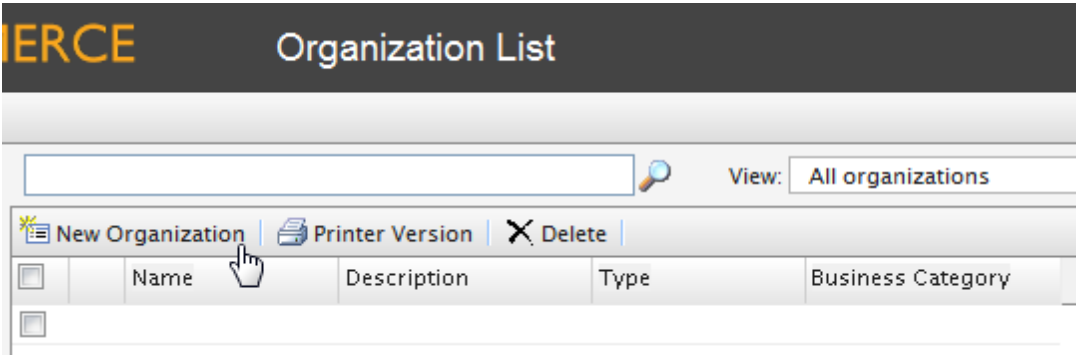 IERCE Organization List
View: All organizations
New Organization Printer Version Delete
Name Description Type Business Category